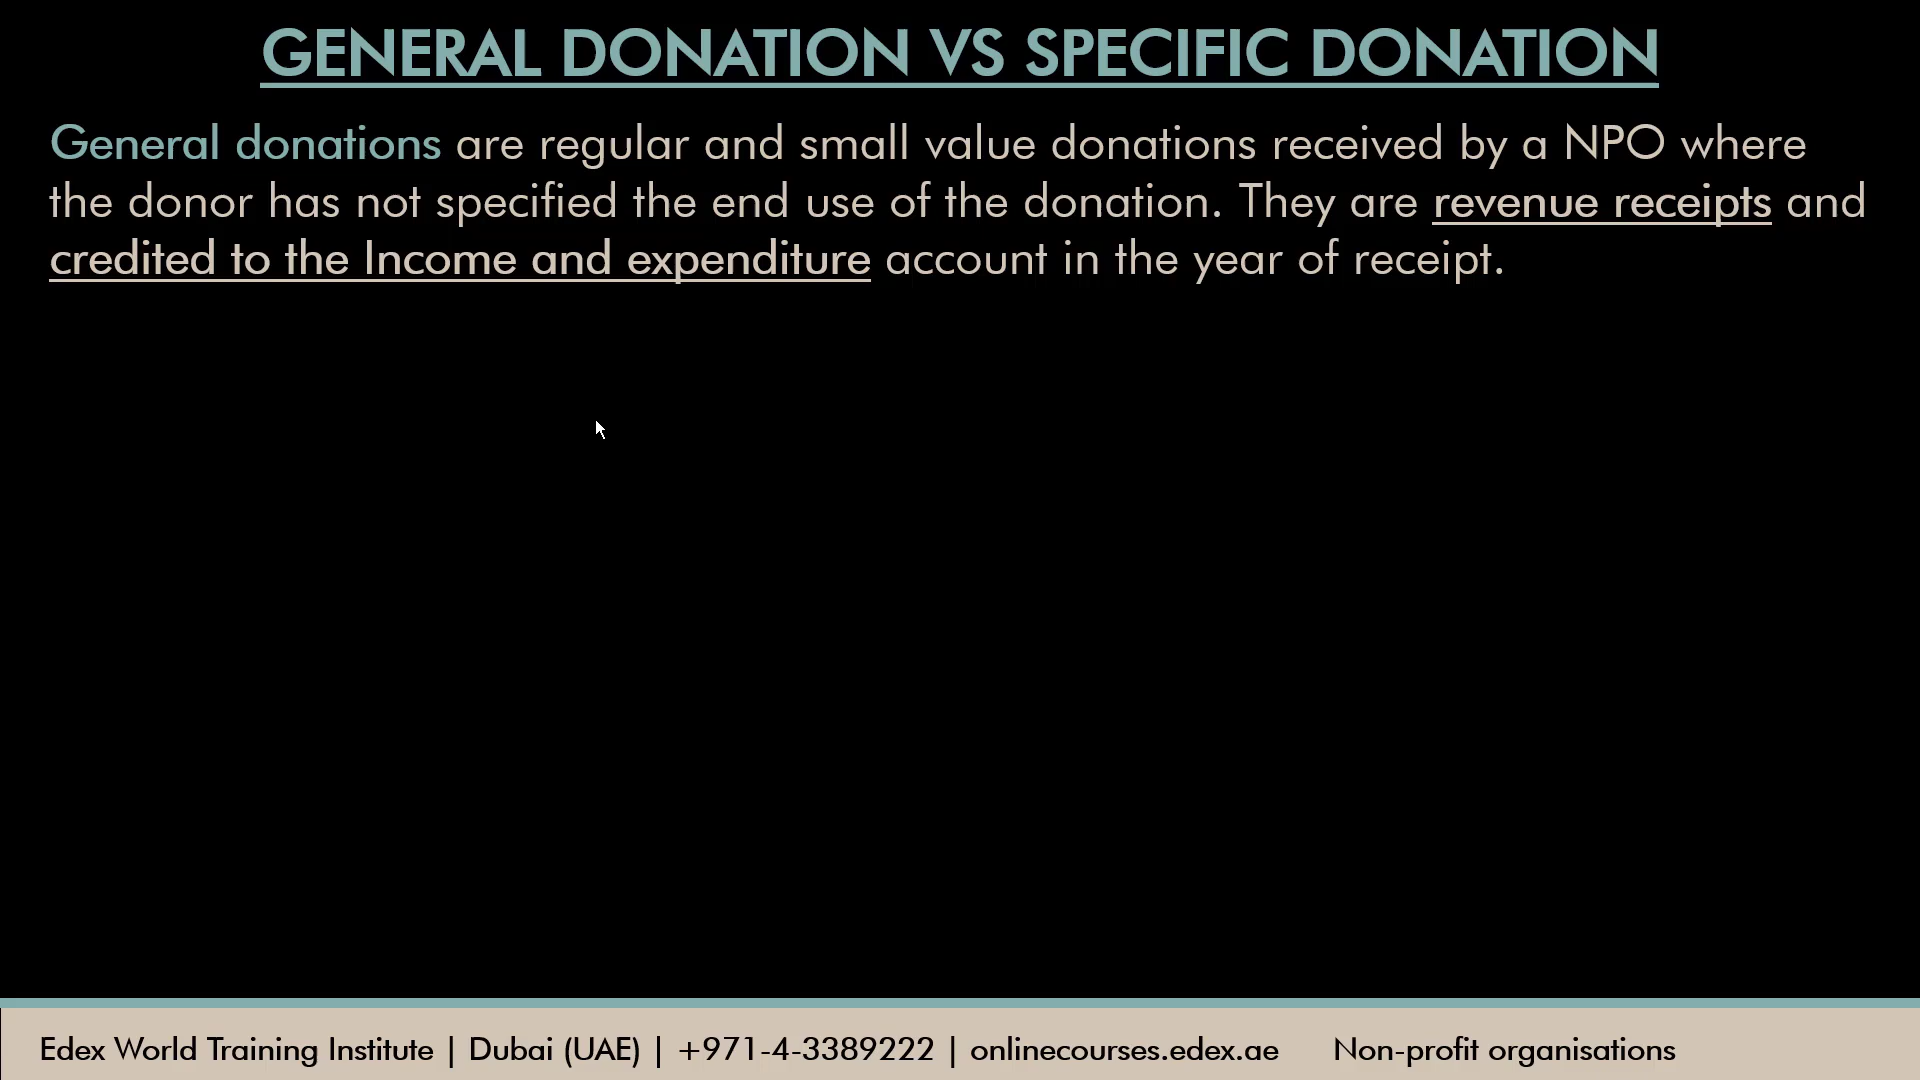 GENERAL DONATION VS SPECIFIC DONATION
General donations are regular and small value donations received by a NPO where
the donor has not specified the end use of the donation. They are revenue receipts and
credited to the Income and expenditure account in the year of receipt.
Edex World Training Institute | Dubai (UAE) | +971-4-3389222 | onlinecourses.edex.ae Non-profit organisations